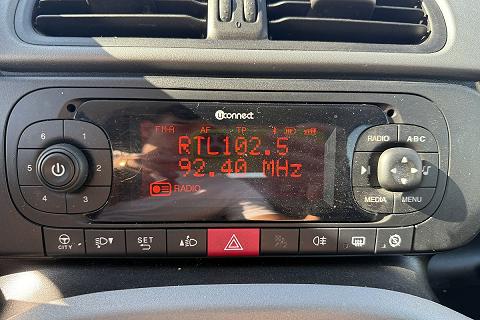 uconnect
FM-A AF TP
RTL102.5
92.40 MHz
RADIO
6 1
5 2
4 3
RADIO A·B·C
MEDIA MENU
CITY
SET